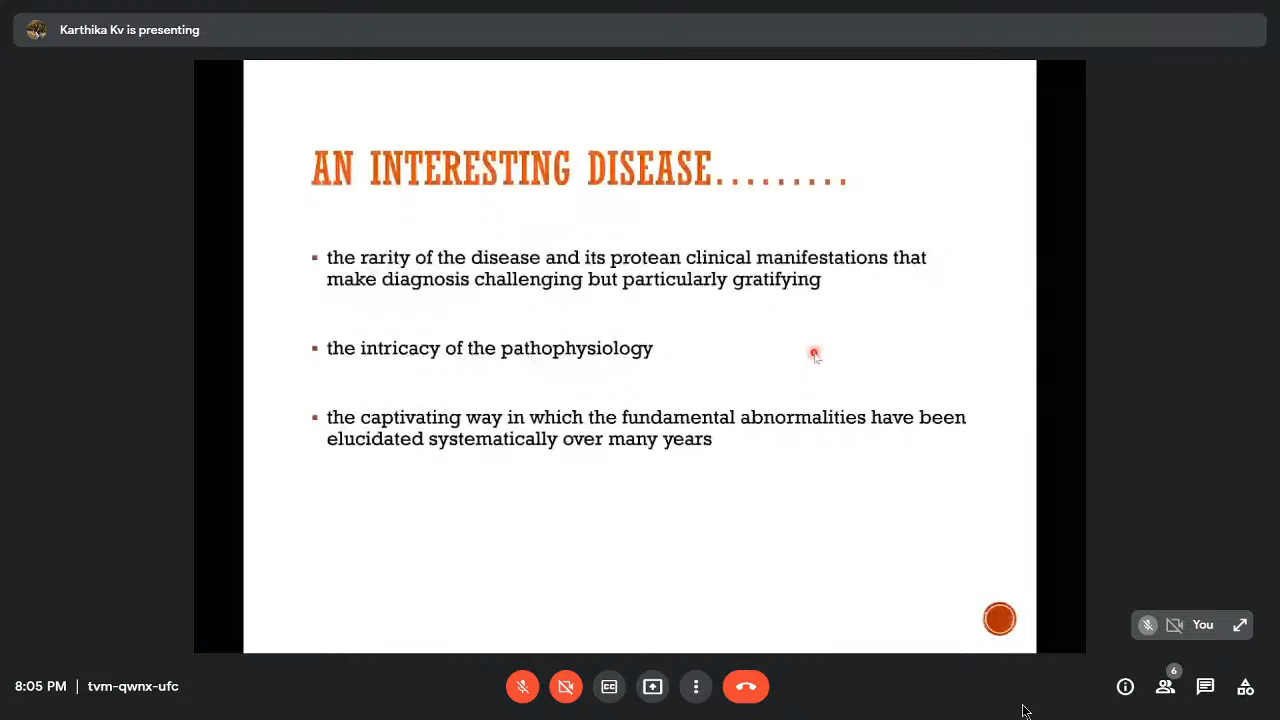 Karthika Kv is presenting
AN INTERESTING DISEASE.........
▪ the rarity of the disease and its protean clinical manifestations that
make diagnosis challenging but particularly gratifying
▪ the intricacy of the pathophysiology
▪ the captivating way in which the fundamental abnormalities have been
elucidated systematically over many years
You
6
8:05 PM | tvm-qwnx-ufc
CC